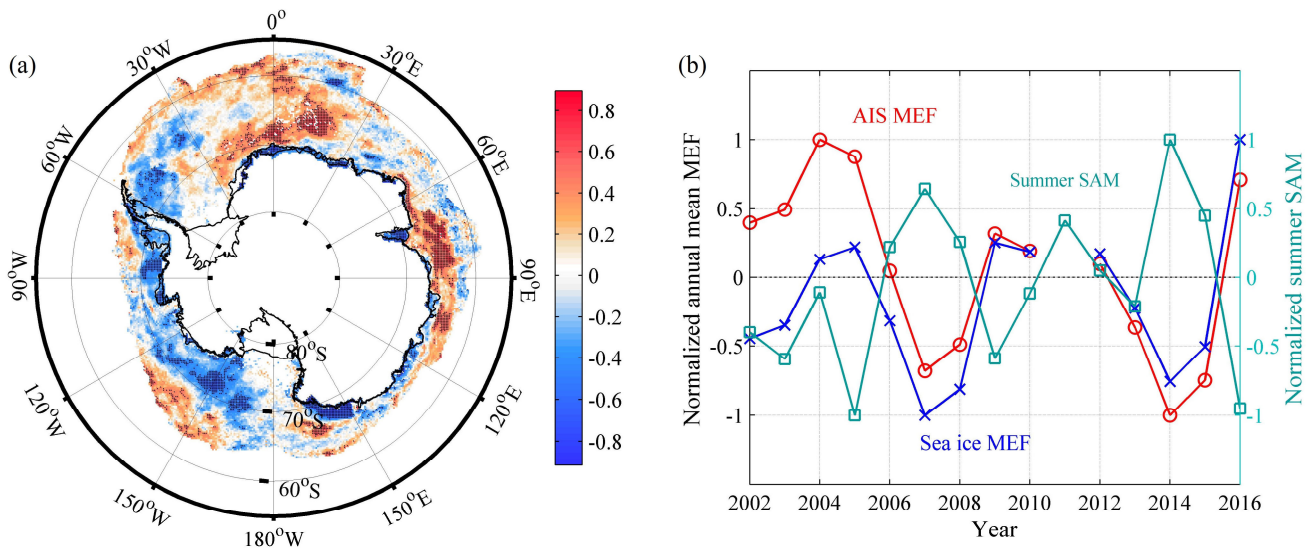 (a)
0°
30°E
60°E
90°E
120°E
150°E
180°W
150°W
120°W
90°W
60°W
30°W
80°S
70°S
60°S
0.8
0.6
0.4
0.2
0
-0.2
-0.4
-0.6
-0.8
(b)
AIS MEF
Summer SAM
Sea ice MEF
Normalized annual mean MEF
1
0.5
0
-0.5
-1
Normalized summer SAM
1
0.5
0
-0.5
-1
2002 2004 2006 2008 2010 2012 2014 2016
Year